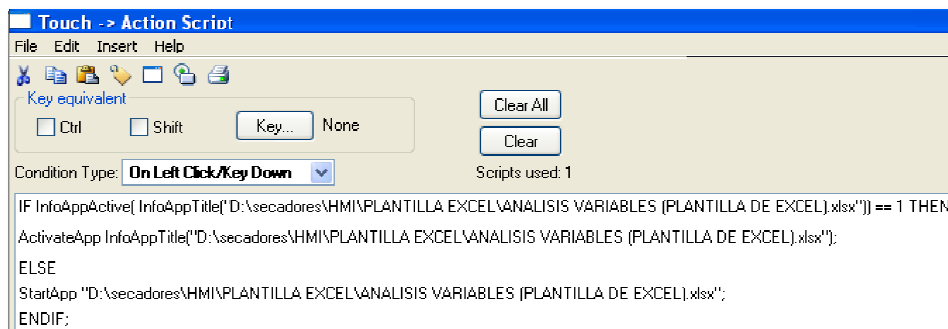 Touch -> Action Script
File Edit Insert Help
Key equivalent
Ctrl Shift Key... None
Clear All
Clear
Condition Type: On Left Click/Key Down Scripts used: 1
IF InfoAppActive( InfoAppTitle("D:\secadores\HMI\PLANTILLA EXCEL\ANALISIS VARIABLES (PLANTILLA DE EXCEL).xlsx")) == 1 THEN
ActivateApp InfoAppTitle("D:\secadores\HMI\PLANTILLA EXCEL\ANALISIS VARIABLES (PLANTILLA DE EXCEL).xlsx");
ELSE
StartApp "D:\secadores\HMI\PLANTILLA EXCEL\ANALISIS VARIABLES (PLANTILLA DE EXCEL).xlsx";
ENDIF;